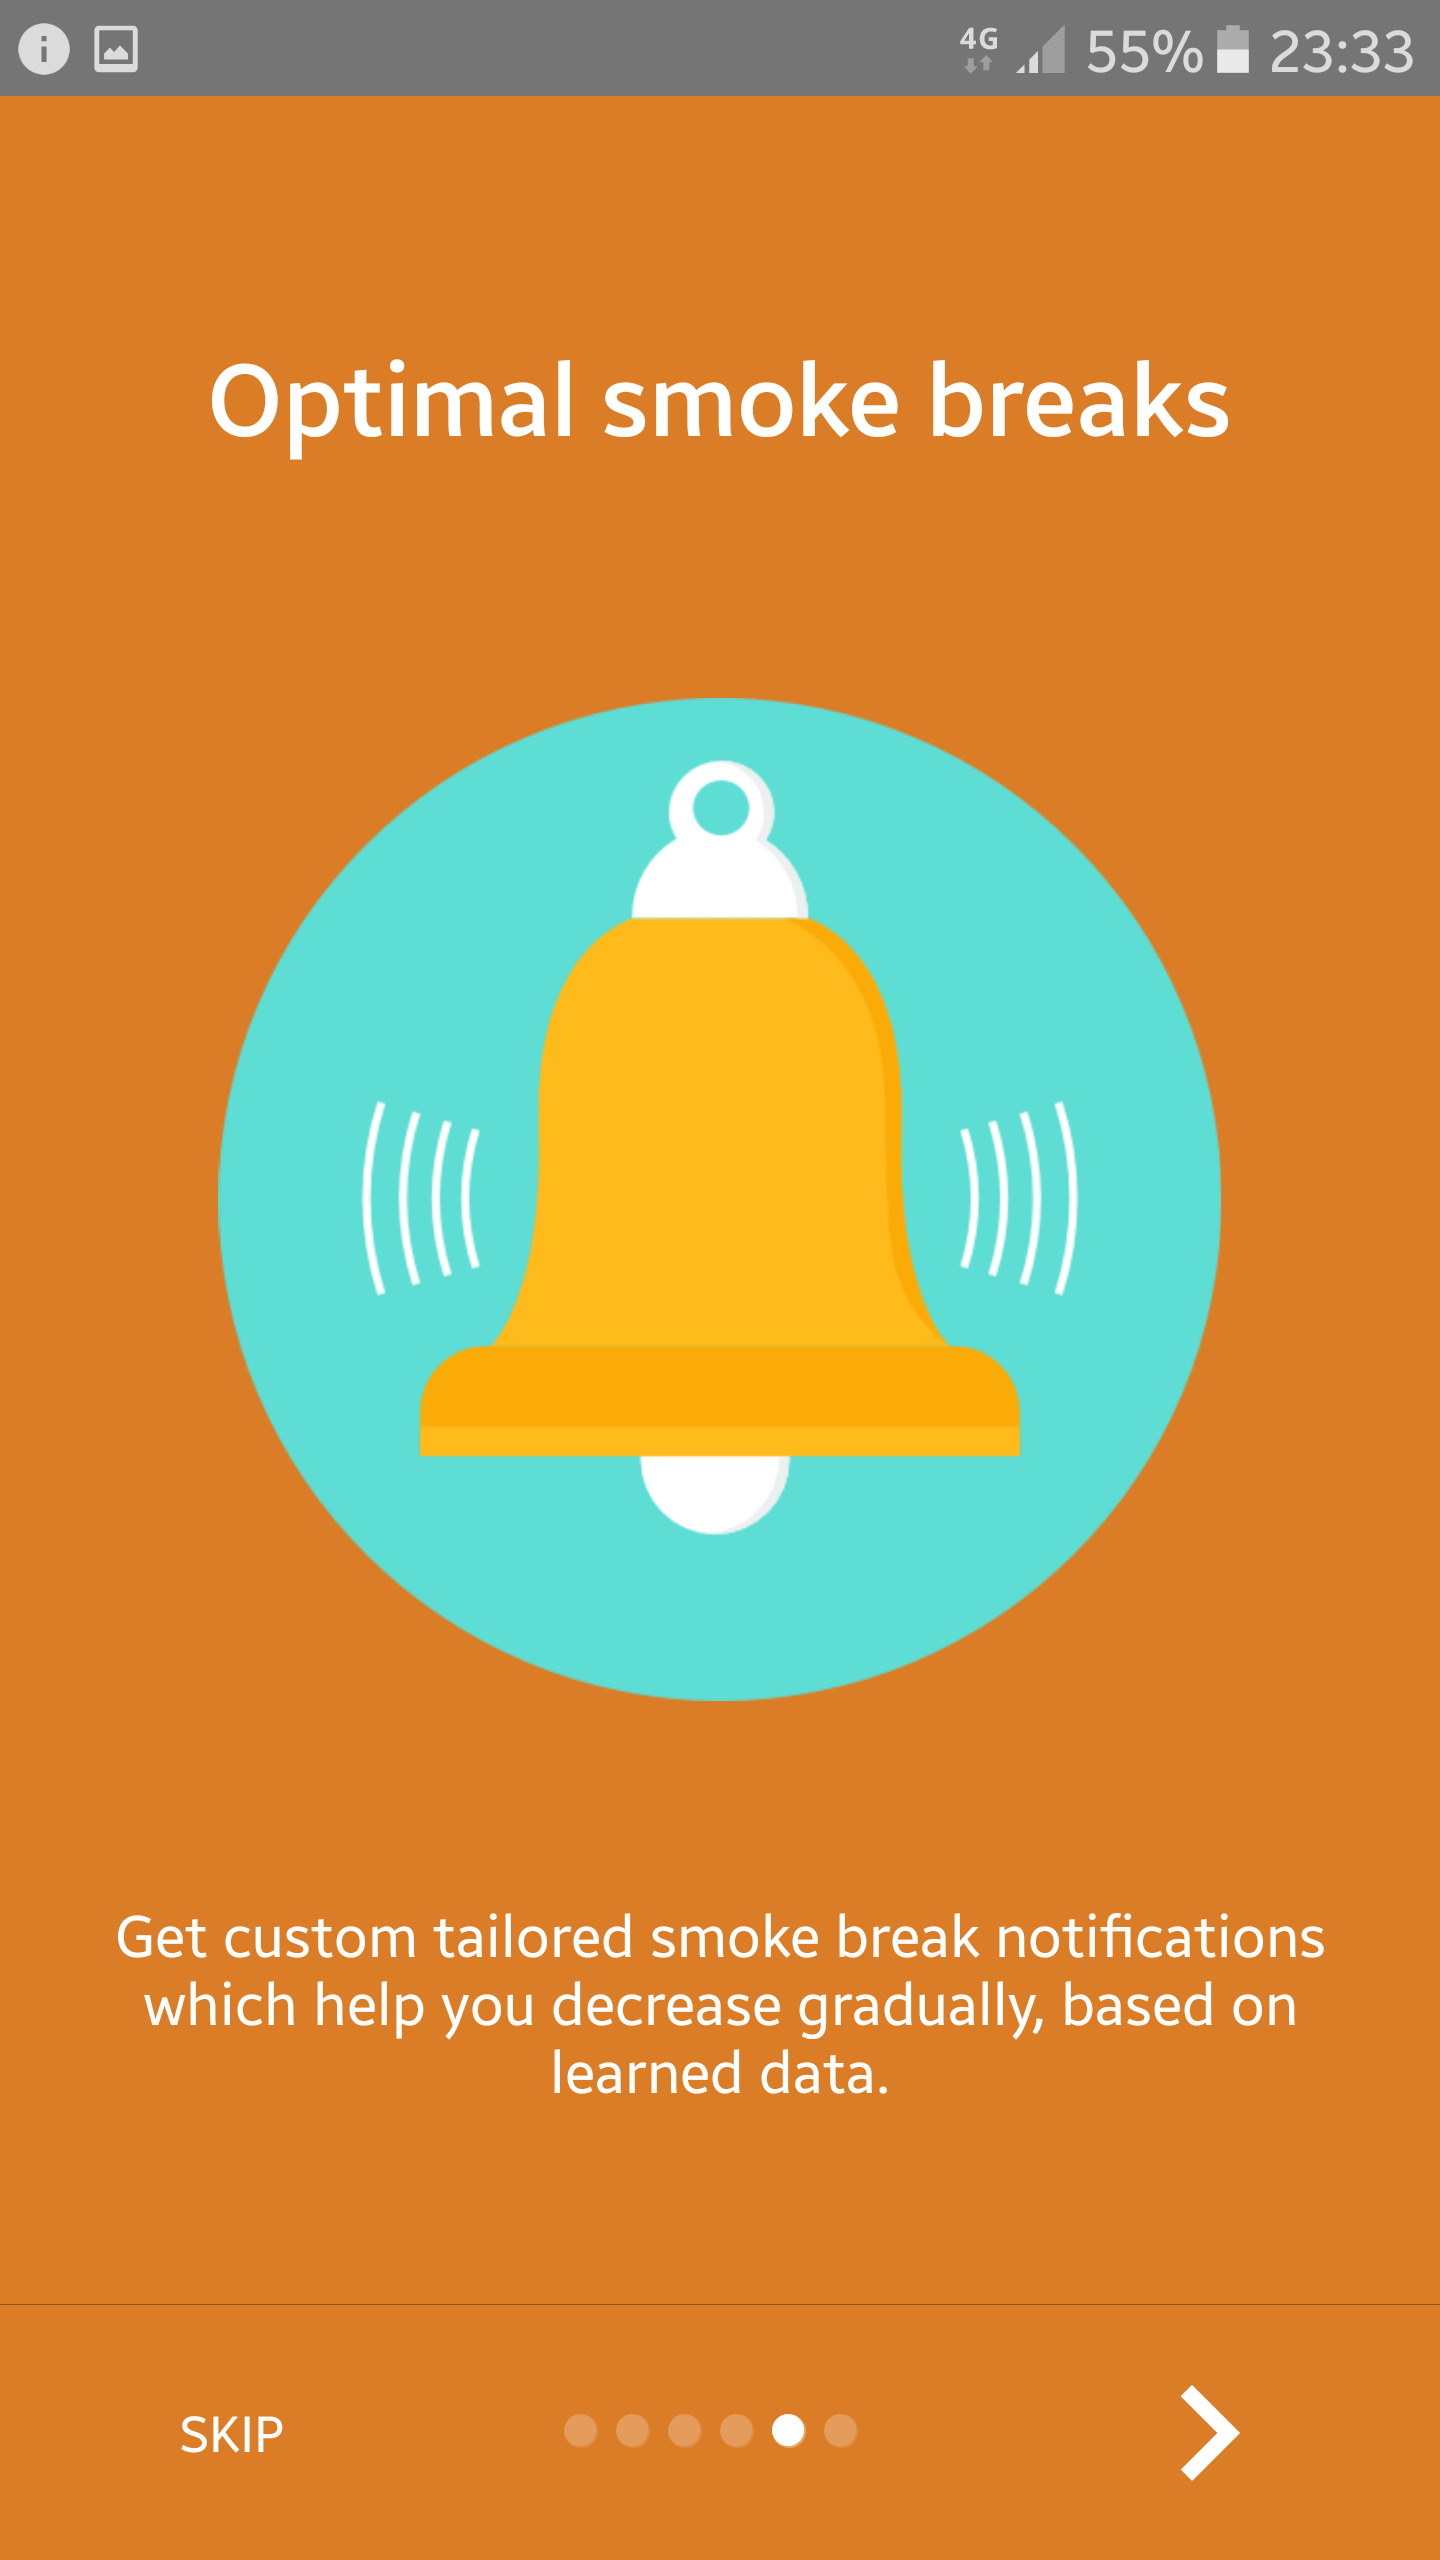 4G 55% 23:33
Optimal smoke breaks
Get custom tailored smoke break notifications
which help you decrease gradually, based on
learned data.
SKIP